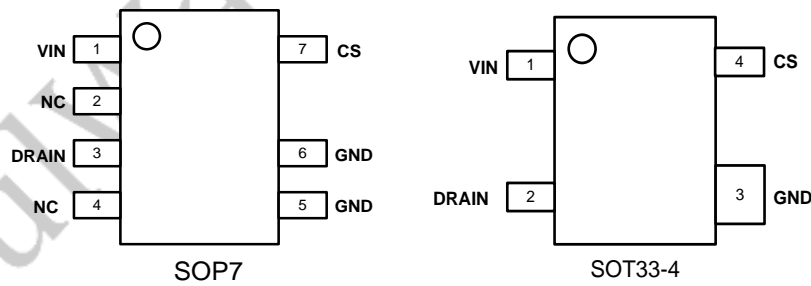 VIN 1 7 CS
NC 2
DRAIN 3 6 GND
NC 4 5 GND
SOP7
VIN 1 4 CS
DRAIN 2 3 GND
SOT33-4